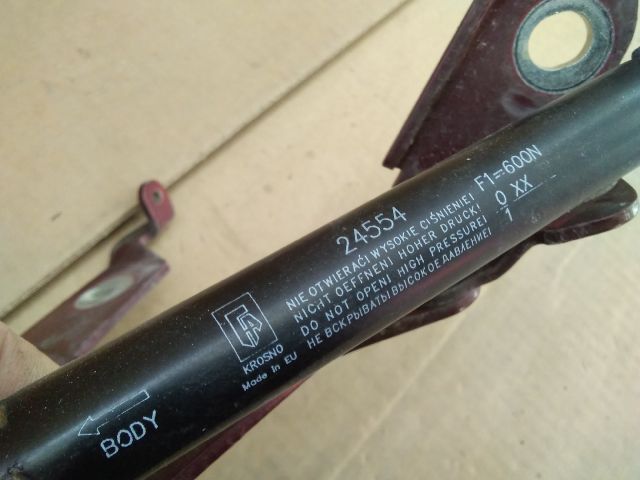 24554
NIE OTWIERAĆ! WYSOKIE CIŚNIENIE!
NICHT OEFFNEN! HOHER DRUCK!
DO NOT OPEN! HIGH PRESSURE!
НЕ ВСКРЫВАТЬ! ВЫСОКОЕ ДАВЛЕНИЕ!
F1=600N
0 XX
1
KROSNO
Made in EU
BODY